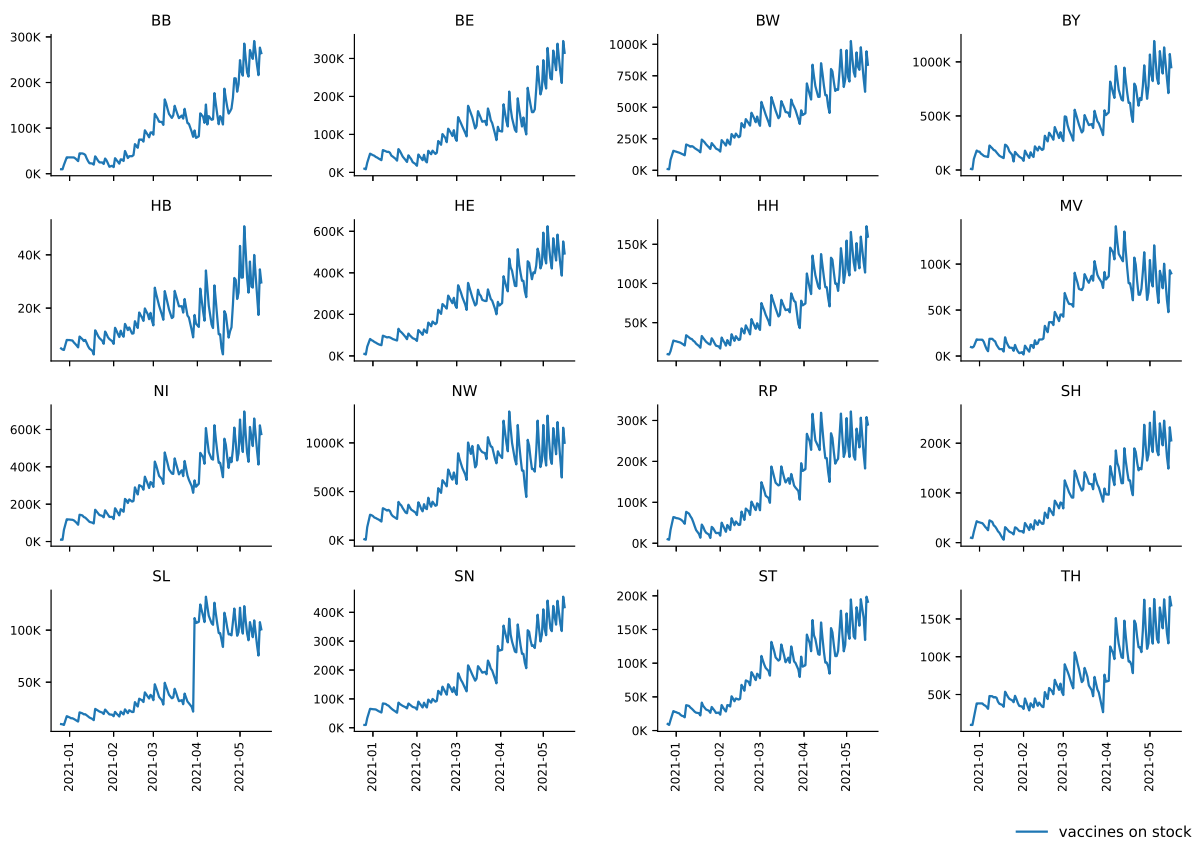 BB
BE
BW
BY
300K
200K
100K
0K
300K
200K
100K
0K
1000K
750K
500K
250K
0K
1000K
500K
0K
HB
HE
HH
MV
40K
20K
600K
400K
200K
0K
150K
100K
50K
100K
50K
0K
NI
NW
RP
SH
600K
400K
200K
0K
1000K
500K
0K
300K
200K
100K
0K
200K
100K
0K
SL
SN
ST
TH
100K
50K
400K
300K
200K
100K
0K
200K
150K
100K
50K
0K
150K
100K
50K
2021-01
2021-02
2021-03
2021-04
2021-05
2021-01
2021-02
2021-03
2021-04
2021-05
2021-01
2021-02
2021-03
2021-04
2021-05
2021-01
2021-02
2021-03
2021-04
2021-05
vaccines on stock